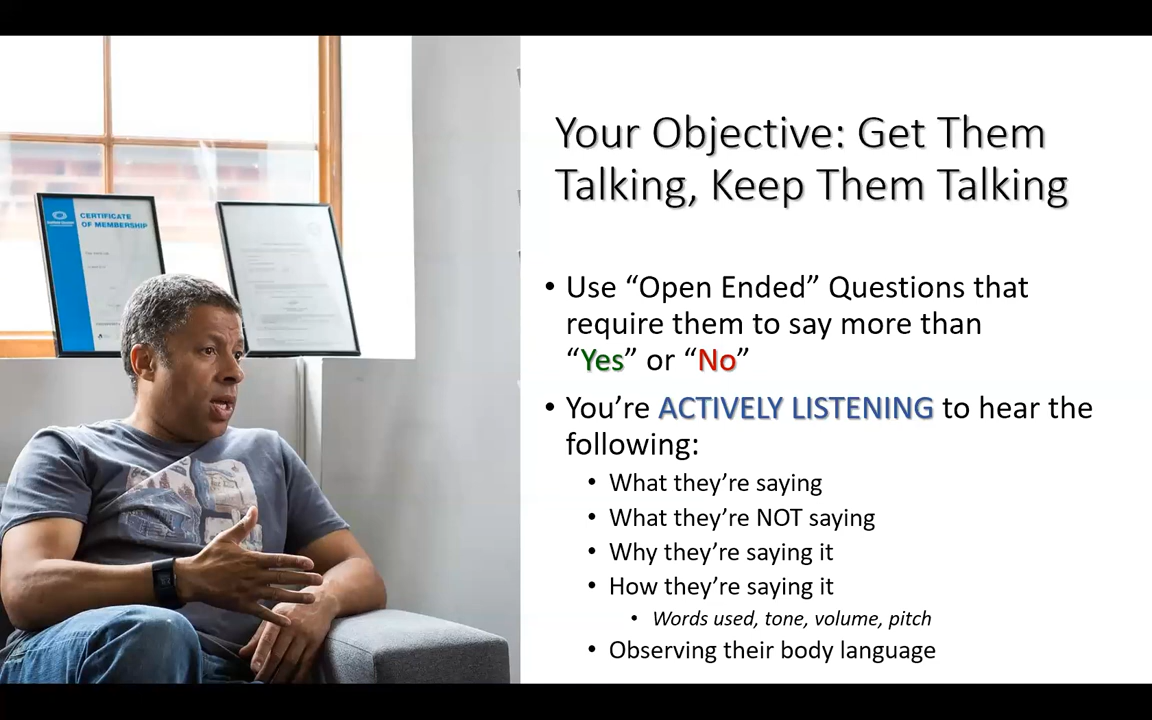 CERTIFICATE
OF MEMBERSHIP
Your Objective: Get Them
Talking, Keep Them Talking
• Use “Open Ended” Questions that
require them to say more than
“Yes” or “No”
• You’re ACTIVELY LISTENING to hear the
following:
• What they’re saying
• What they’re NOT saying
• Why they’re saying it
• How they’re saying it
• Words used, tone, volume, pitch
• Observing their body language